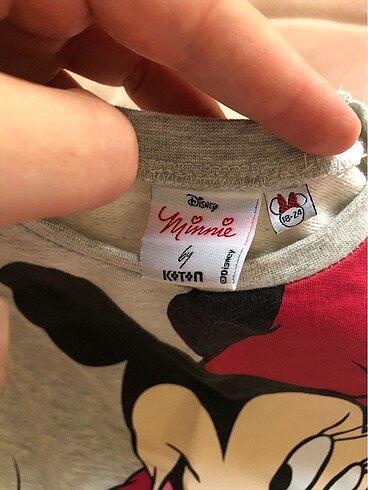 Disney
Minnie
by
KOTON
©Disney
18-24